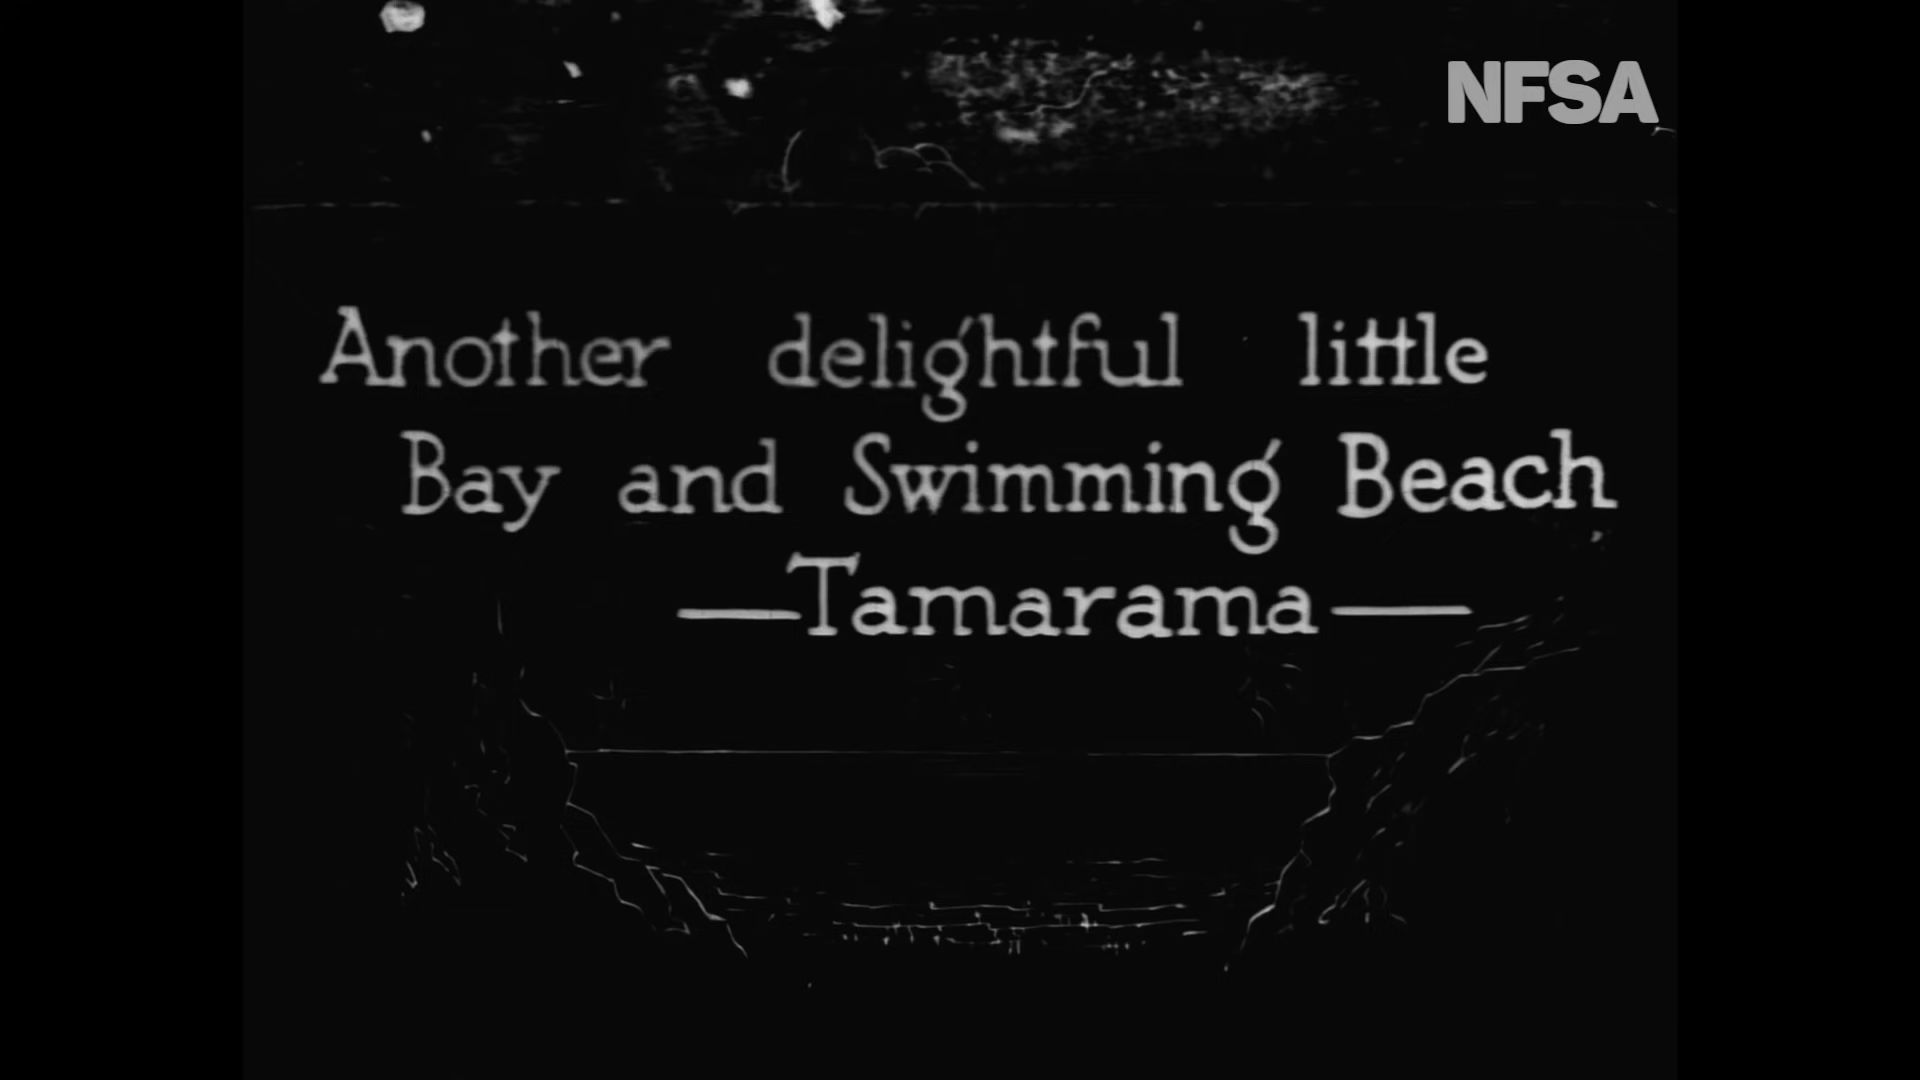 NFSA
Another delightful little
Bay and Swimming Beach
—Tamarama—